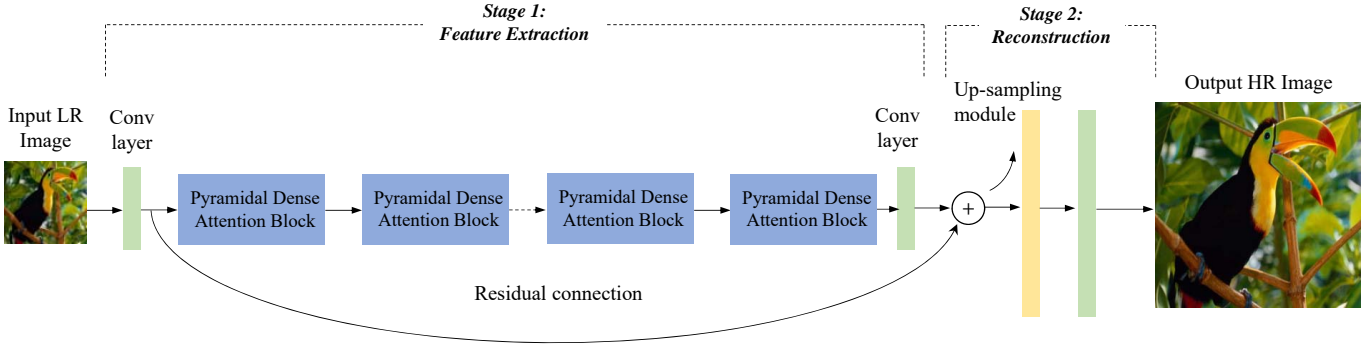 Stage 1:
Feature Extraction
Stage 2:
Reconstruction
Input LR
Image
Conv
layer
Pyramidal Dense
Attention Block
Pyramidal Dense
Attention Block
Pyramidal Dense
Attention Block
Pyramidal Dense
Attention Block
Conv
layer
+
Up-sampling
module
Output HR Image
Residual connection